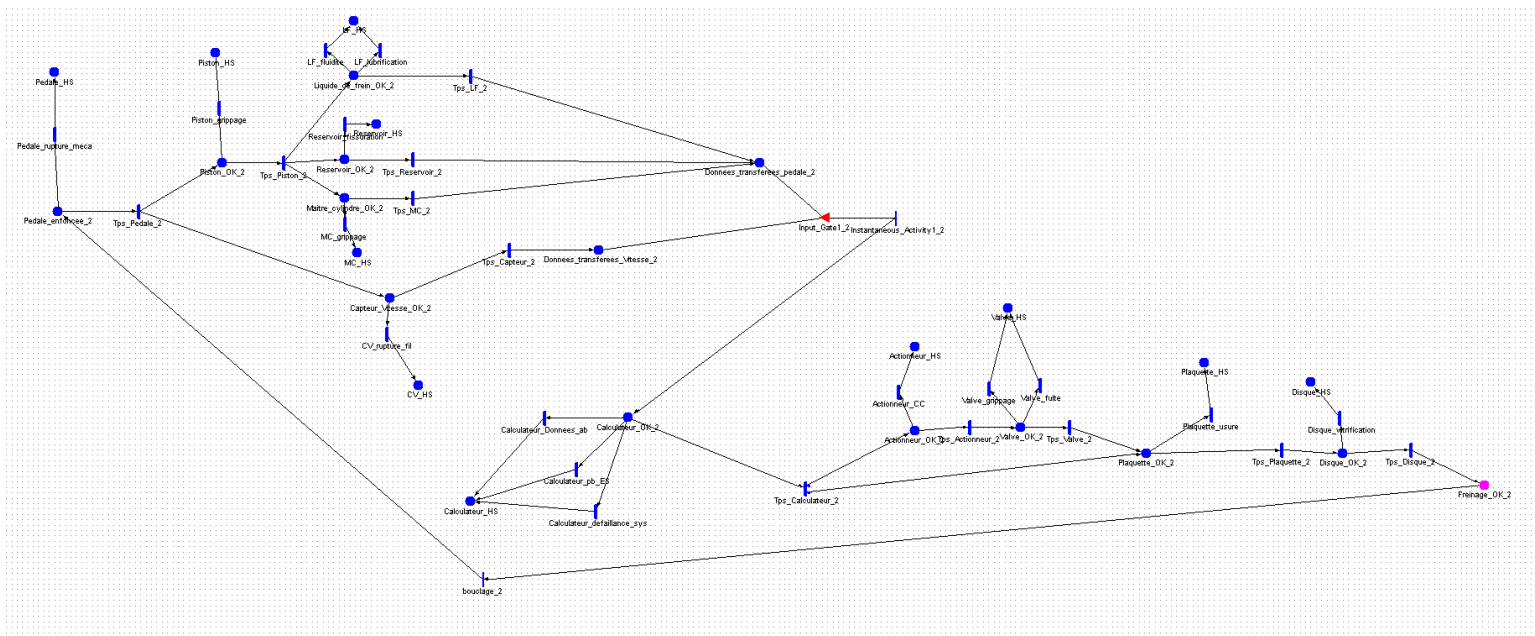 LF_HS
Piston_HS
LF_fluidite
LF_lubrification
Pedale_HS
Liquide_de_frein_OK_2
Tps_LF_2
Piston_grippage
Reservoir_HS
Reservoir_fissuration
Pedale_rupture_meca
Piston_OK_2
Tps_Piston_2
Reservoir_OK_2
Tps_Reservoir_2
Donnees_transferees_pedale_2
Maitre_cylindre_OK_2
Tps_MC_2
Pedale_enfoncee_2
Tps_Pedale_2
Input_Gate1_2
Instantaneous_Activity1_2
MC_grippage
MC_HS
Tps_Capteur_2
Donnees_transferees_Vitesse_2
Capteur_Vitesse_OK_2
Valve_HS
CV_rupture_fil
Actionneur_HS
Plaquette_HS
CV_HS
Disque_HS
Actionneur_CC
Valve_grippage
Valve_fuite
Calculateur_Donnees_ab
Calculateur_OK_2
Plaquette_usure
Disque_vitrification
Actionneur_OK_2
Tps_Actionneur_2
Valve_OK_2
Tps_Valve_2
Plaquette_OK_2
Tps_Plaquette_2
Disque_OK_2
Tps_Disque_2
Calculateur_pb_ES
Calculateur_HS
Tps_Calculateur_2
Freinage_OK_2
Calculateur_defaillance_sys
bouclage_2